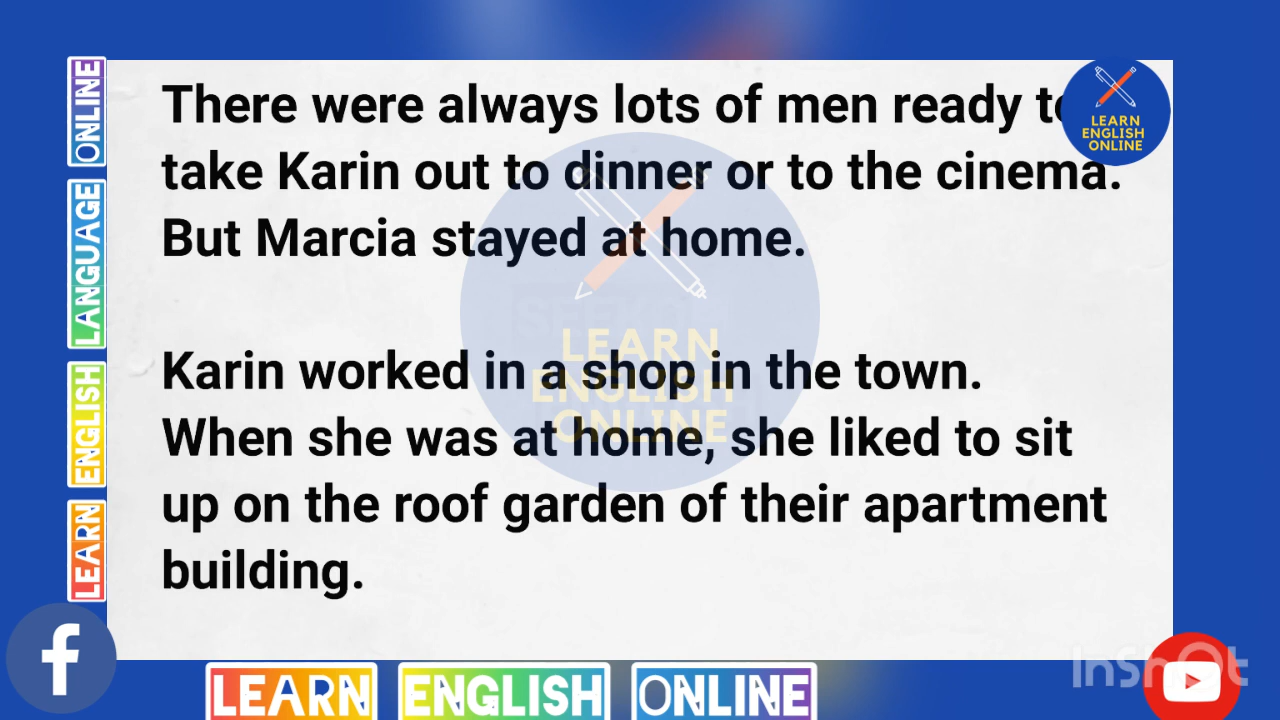 There were always lots of men ready to
take Karin out to dinner or to the cinema.
But Marcia stayed at home.
Karin worked in a shop in the town.
When she was at home, she liked to sit
up on the roof garden of their apartment
building.
LEARN
ENGLISH
ONLINE
LEARN
ENGLISH
ONLINE
LEARN ENGLISH LANGUAGE ONLINE
LEARN ENGLISH ONLINE
InShOt